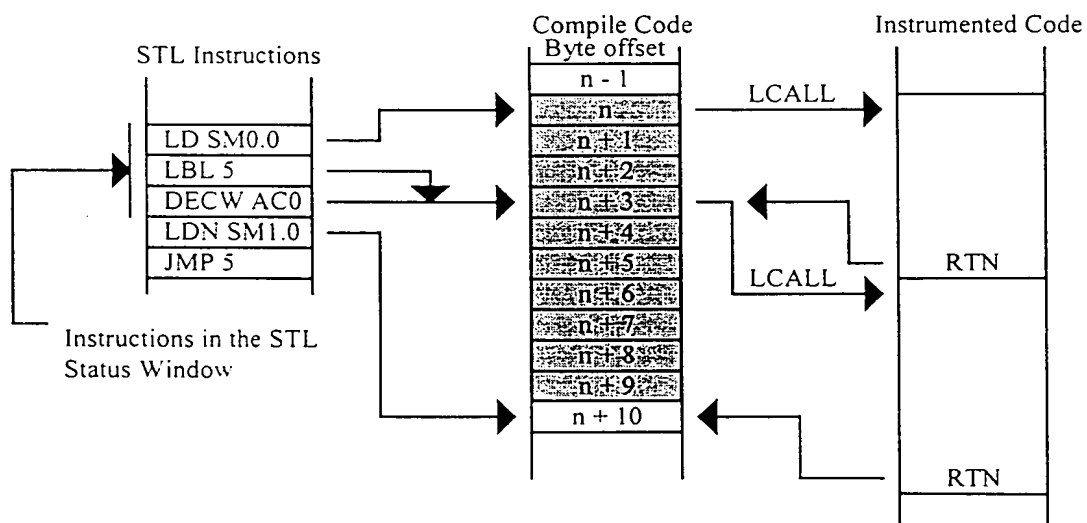 STL Instructions
LD SM0.0
LBL 5
DECW AC0
LDN SM1.0
JMP 5
Instructions in the STL
Status Window
Compile Code
Byte offset
n - 1
n
n + 1
n + 2
n + 3
n + 4
n + 5
n + 6
n + 7
n + 8
n + 9
n + 10
Instrumented Code
LCALL
RTN
LCALL
RTN